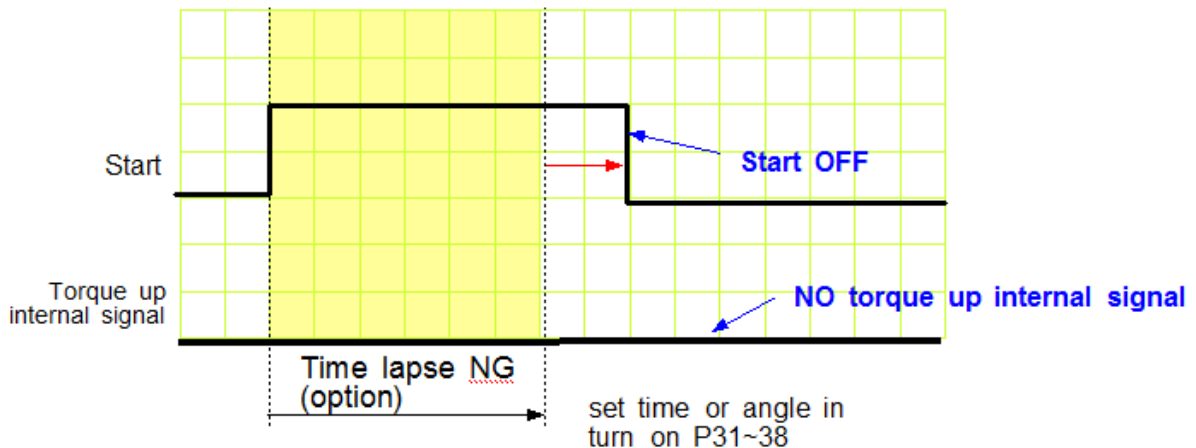 Start
Start OFF
Torque up
internal signal
NO torque up internal signal
Time lapse NG
(option)
set time or angle in
turn on P31~38